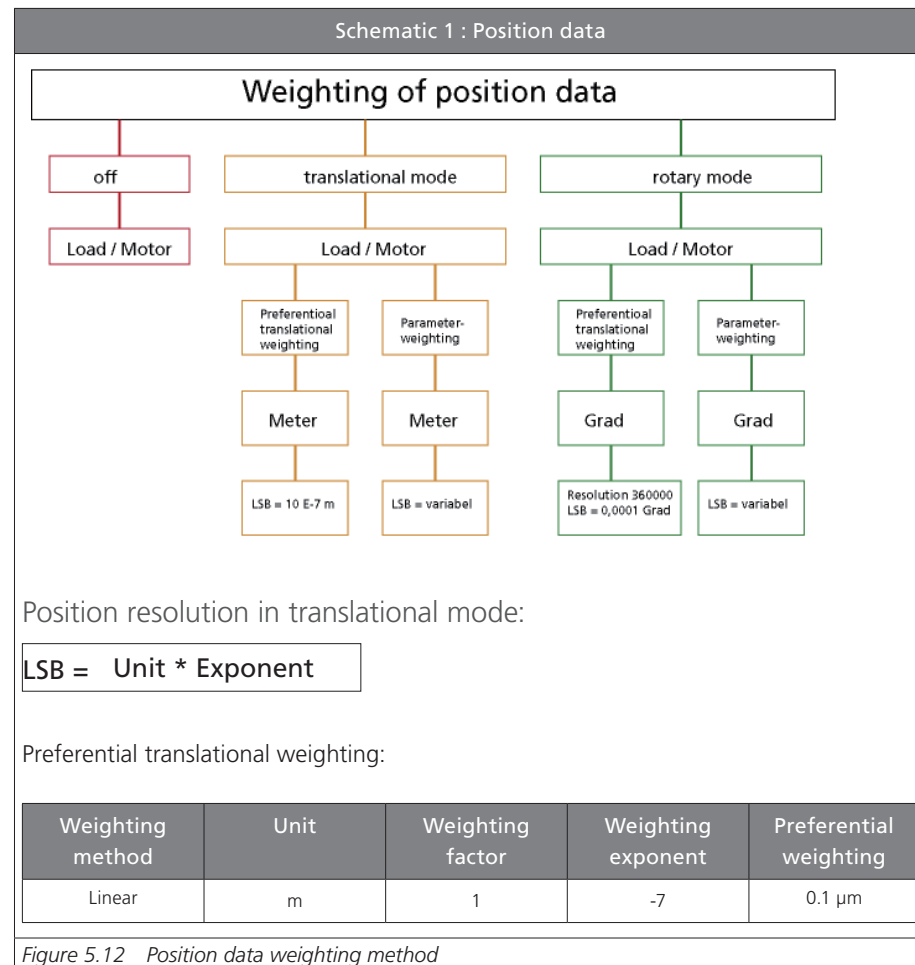 Schematic 1 : Position data
Weighting of position data
off
translational mode
rotary mode
Load / Motor
Load / Motor
Load / Motor
Preferentioal
translational
weighting
Parameter-
weighting
Preferentioal
translational
weighting
Parameter-
weighting
Meter
Meter
Grad
Grad
LSB = 10 E-7 m
LSB = variabel
Resolution 360000
LSB = 0,0001 Grad
LSB = variabel
Position resolution in translational mode:
LSB = Unit * Exponent
Preferential translational weighting:
Weighting
method
Unit
Weighting
factor
Weighting
exponent
Preferential
weighting
Linear
m
1
-7
0.1 µm
Figure 5.12 Position data weighting method